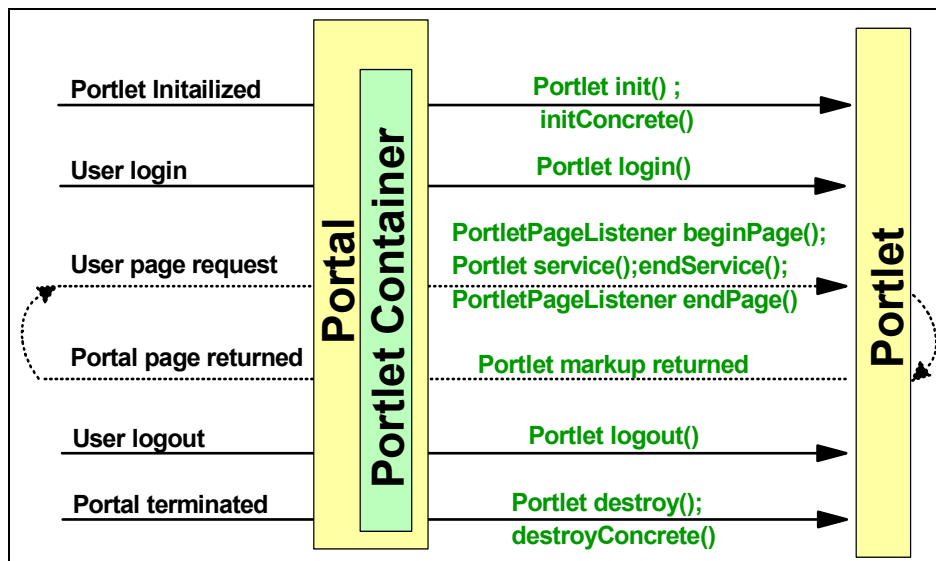 Portlet Initailized
Portlet init() ;
initConcrete()
User login
Portlet login()
User page request
PortletPageListener beginPage();
Portlet service();endService();
PortletPageListener endPage()
Portal page returned
Portlet markup returned
User logout
Portlet logout()
Portal terminated
Portlet destroy();
destroyConcrete()
Portal
Portlet Container
Portlet